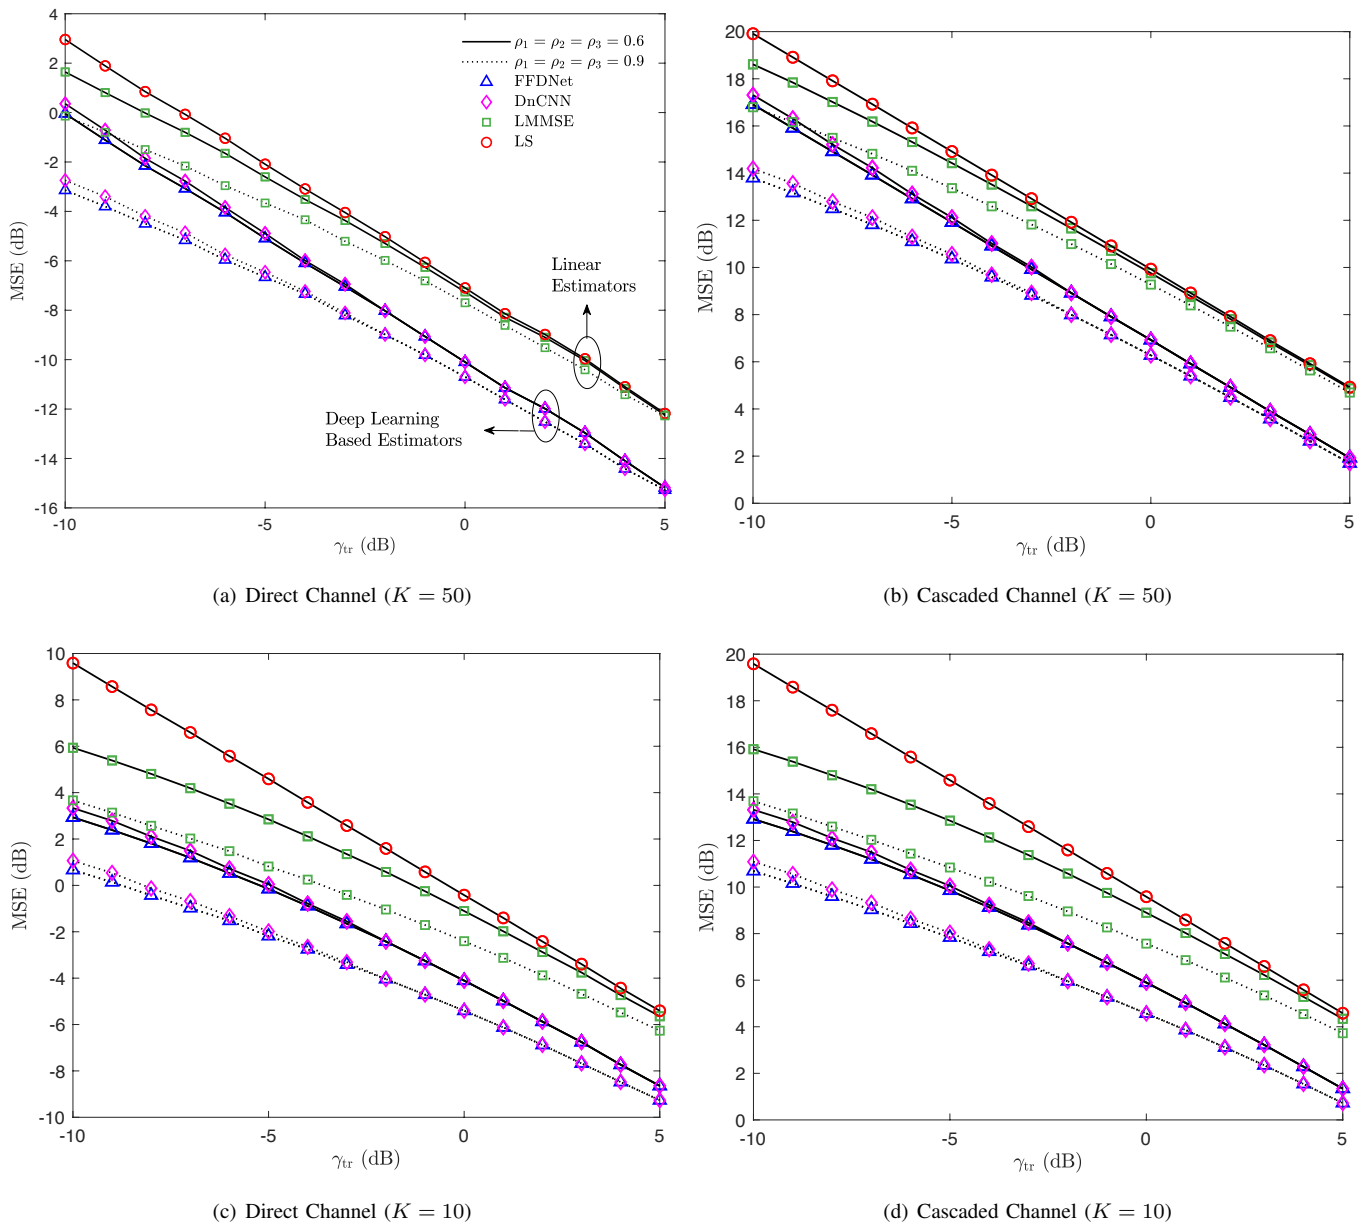 4
2
0
-2
-4
-6
-8
-10
-12
-14
-16
MSE (dB)
-10
-5
0
5
γtr (dB)
ρ1 = ρ2 = ρ3 = 0.6
ρ1 = ρ2 = ρ3 = 0.9
FFDNet
DnCNN
LMMSE
LS
Linear
Estimators
Deep Learning
Based Estimators
(a) Direct Channel (K = 50)
20
18
16
14
12
10
8
6
4
2
0
MSE (dB)
-10
-5
0
5
γtr (dB)
(b) Cascaded Channel (K = 50)
10
8
6
4
2
0
-2
-4
-6
-8
-10
MSE (dB)
-10
-5
0
5
γtr (dB)
(c) Direct Channel (K = 10)
20
18
16
14
12
10
8
6
4
2
0
MSE (dB)
-10
-5
0
5
γtr (dB)
(d) Cascaded Channel (K = 10)